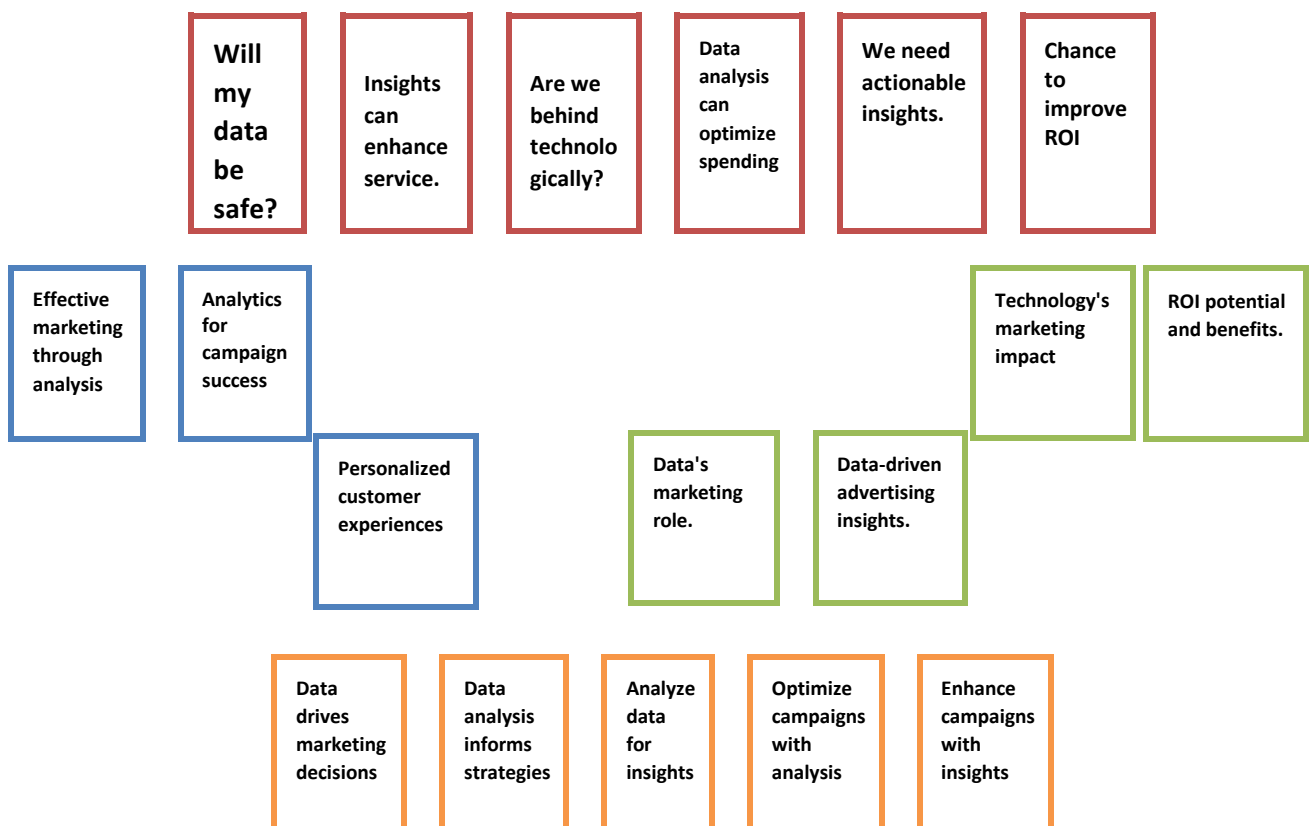 Will
my
data
be
safe?
Insights
can
enhance
service.
Are we
behind
technolo
gically?
Data
analysis
can
optimize
spending
We need
actionable
insights.
Chance
to
improve
ROI
Effective
marketing
through
analysis
Analytics
for
campaign
success
Technology's
marketing
impact
ROI potential
and benefits.
Personalized
customer
experiences
Data's
marketing
role.
Data-driven
advertising
insights.
Data
drives
marketing
decisions
Data
analysis
informs
strategies
Analyze
data
for
insights
Optimize
campaigns
with
analysis
Enhance
campaigns
with
insights